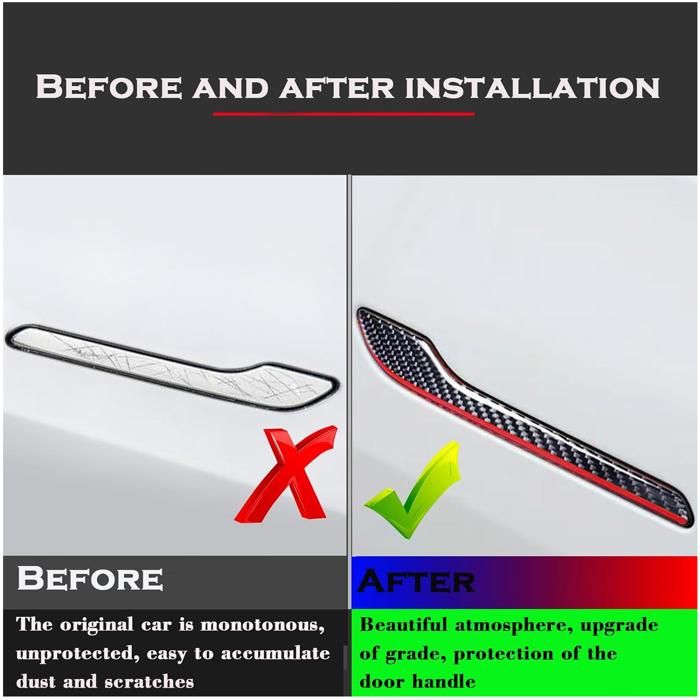 BEFORE AND AFTER INSTALLATION
BEFORE
The original car is monotonous,
unprotected, easy to accumulate
dust and scratches
AFTER
Beautiful atmosphere, upgrade
of grade, protection of the
door handle